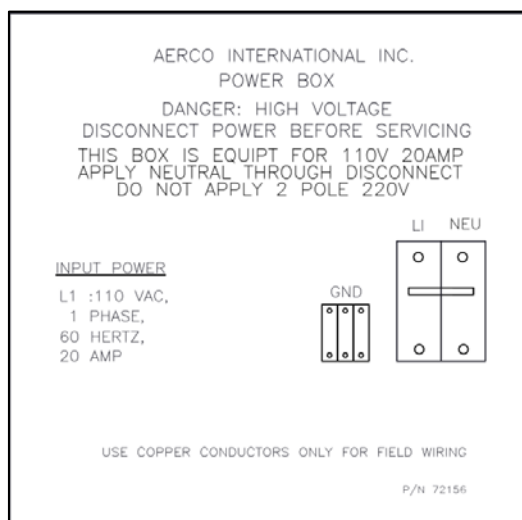 AERCO INTERNATIONAL INC.
POWER BOX
DANGER: HIGH VOLTAGE
DISCONNECT POWER BEFORE SERVICING
THIS BOX IS EQUIPT FOR 110V 20AMP
APPLY NEUTRAL THROUGH DISCONNECT
DO NOT APPLY 2 POLE 220V
LI NEU
INPUT POWER
GND
L1 :110 VAC,
1 PHASE,
60 HERTZ,
20 AMP
USE COPPER CONDUCTORS ONLY FOR FIELD WIRING
P/N 72156